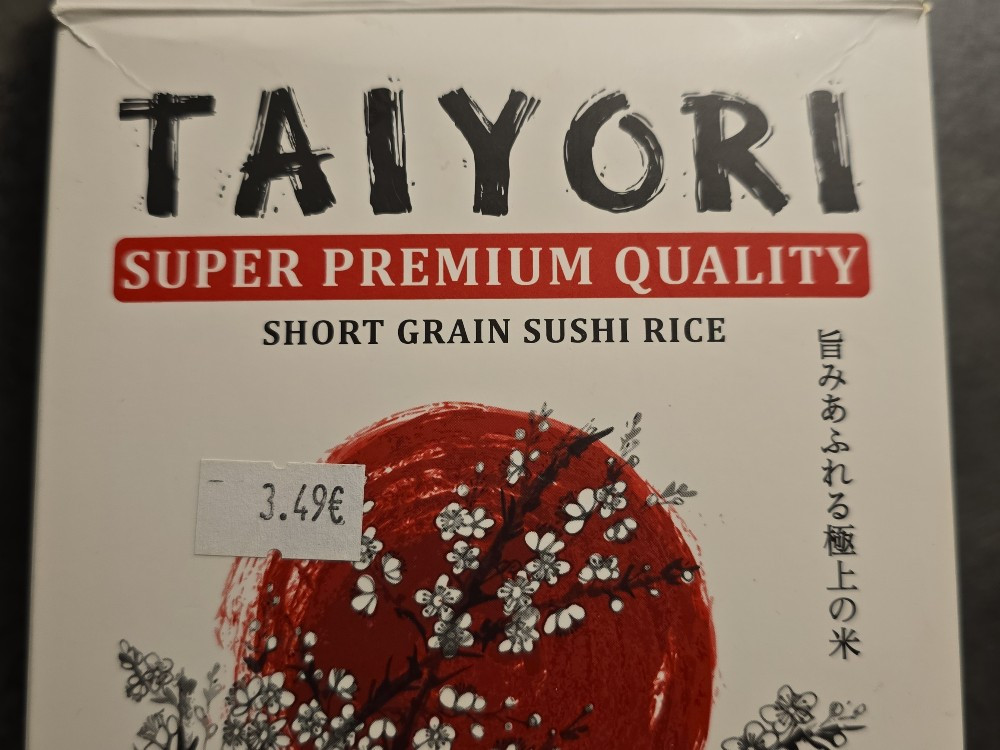 TAIYORI
SUPER PREMIUM QUALITY
SHORT GRAIN SUSHI RICE
旨みあふれる極上の米
3.49€